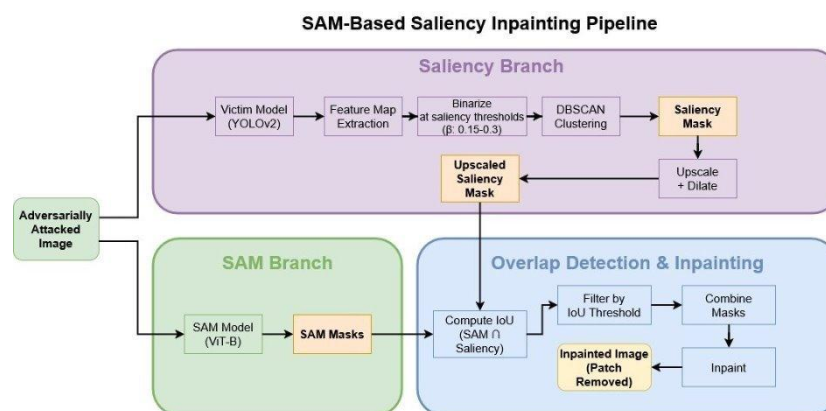 SAM-Based Saliency Inpainting Pipeline
Saliency Branch
Victim Model
(YOLOv2)
Feature Map
Extraction
Binarize
at saliency thresholds
(β: 0.15-0.3)
DBSCAN
Clustering
Saliency
Mask
Upscaled
Saliency
Mask
Upscale
+ Dilate
Adversarially
Attacked
Image
SAM Branch
SAM Model
(ViT-B)
SAM Masks
Overlap Detection & Inpainting
Compute IoU
(SAM ∩
Saliency)
Filter by
IoU Threshold
Combine
Masks
Inpainted Image
(Patch
Removed)
Inpaint